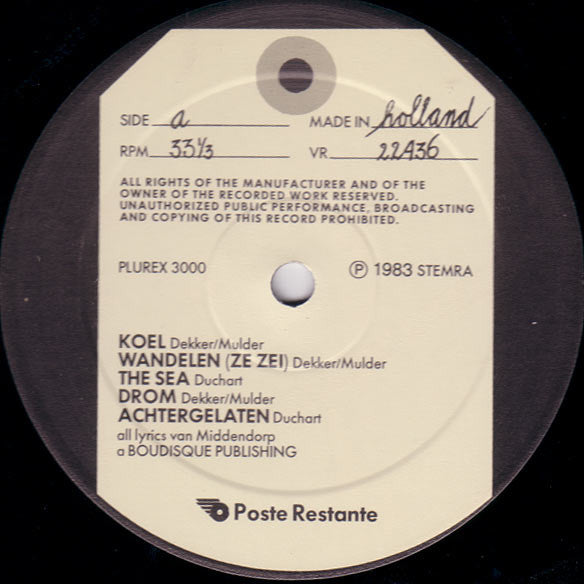 SIDE a MADE IN holland
RPM 33⅓ VR 22436
ALL RIGHTS OF THE MANUFACTURER AND OF THE
OWNER OF THE RECORDED WORK RESERVED.
UNAUTHORIZED PUBLIC PERFORMANCE, BROADCASTING
AND COPYING OF THIS RECORD PROHIBITED.
PLUREX 3000 Ⓟ 1983 STEMRA
KOEL Dekker/Mulder
WANDELEN (ZE ZEI) Dekker/Mulder
THE SEA Duchart
DROM Dekker/Mulder
ACHTERGELATEN Duchart
all lyrics van Middendorp
a BOUDISQUE PUBLISHING
Poste Restante